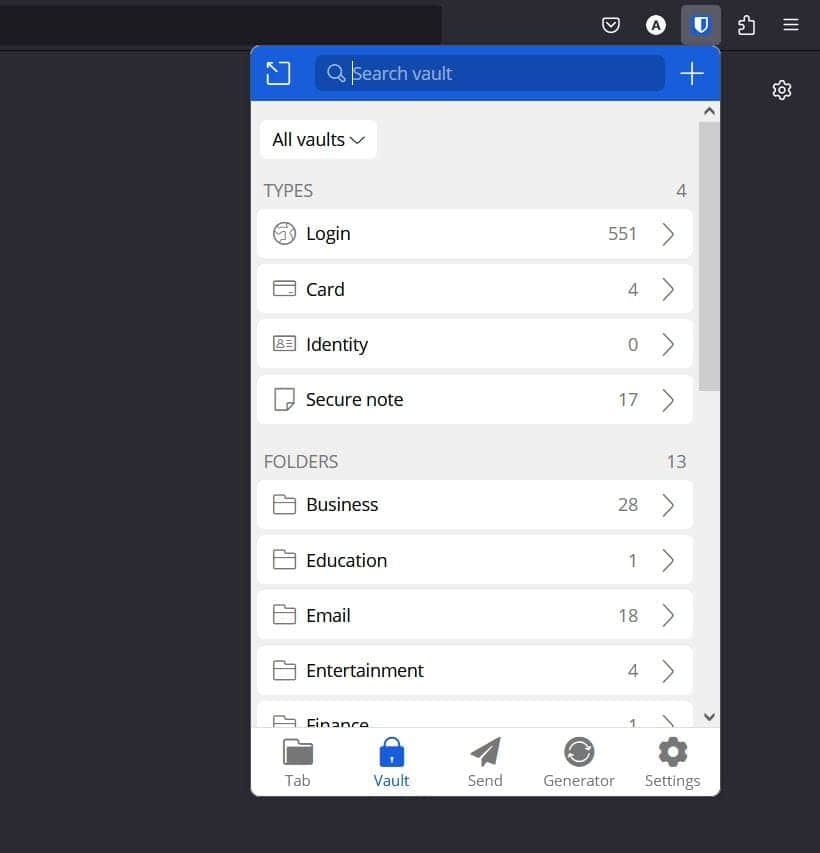 A
Search vault
All vaults
TYPES 4
Login 551
Card 4
Identity 0
Secure note 17
FOLDERS 13
Business 28
Education 1
Email 18
Entertainment 4
Finance 1
Tab Vault Send Generator Settings